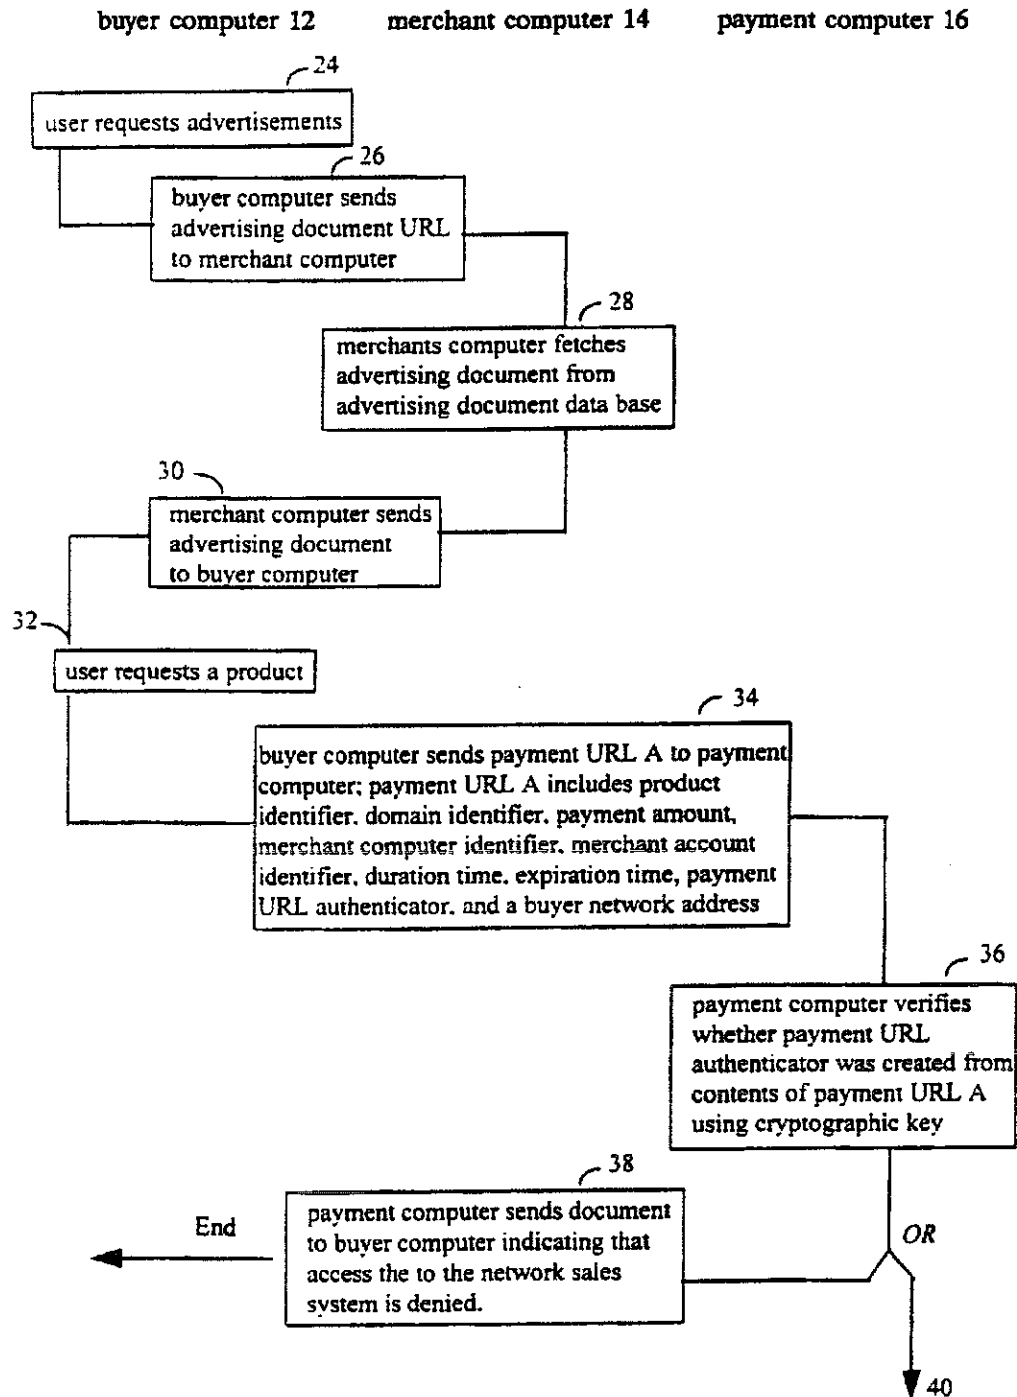 buyer computer 12 merchant computer 14 payment computer 16
24
user requests advertisements
26
buyer computer sends
advertising document URL
to merchant computer
28
merchants computer fetches
advertising document from
advertising document data base
30
merchant computer sends
advertising document
to buyer computer
32
user requests a product
34
buyer computer sends payment URL A to payment
computer; payment URL A includes product
identifier, domain identifier, payment amount,
merchant computer identifier, merchant account
identifier, duration time, expiration time, payment
URL authenticator, and a buyer network address
36
payment computer verifies
whether payment URL
authenticator was created from
contents of payment URL A
using cryptographic key
38
payment computer sends document
to buyer computer indicating that
access the to the network sales
system is denied.
End
OR
40